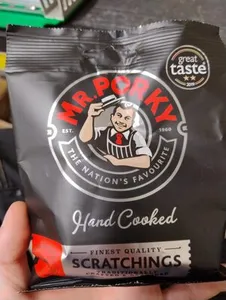 great
taste
MR. PORKY
EST. 1960
THE NATION'S FAVOURITE
Hand Cooked
FINEST QUALITY
SCRATCHINGS